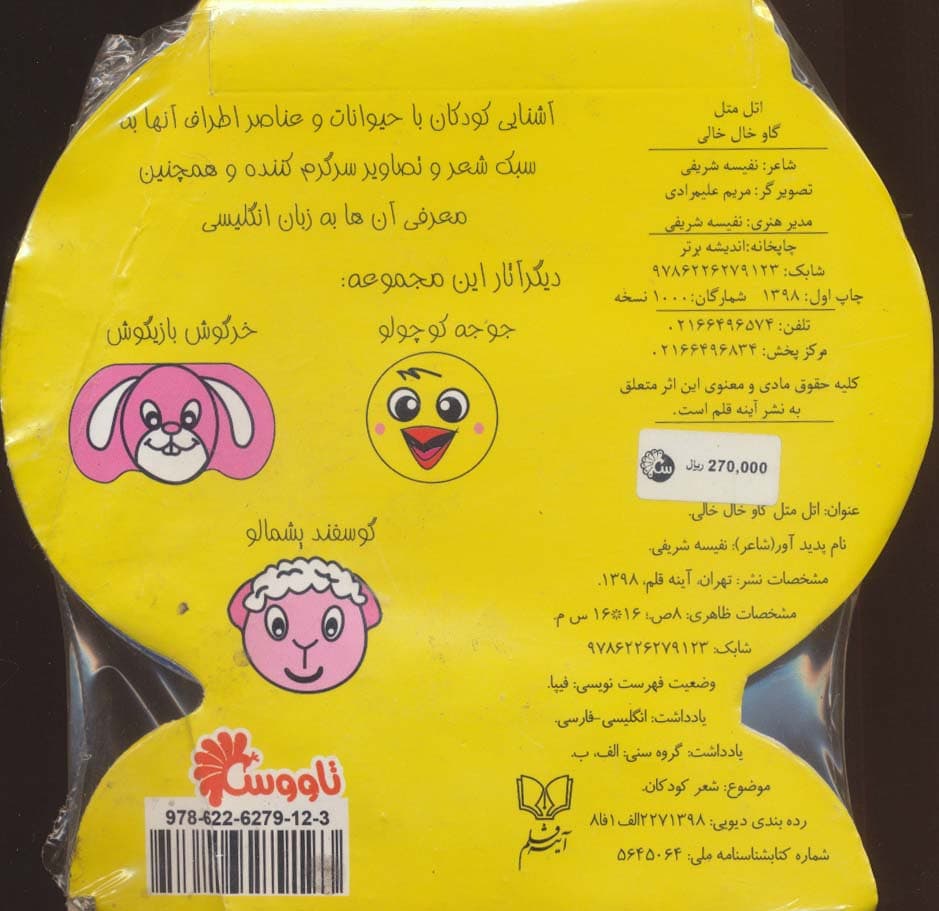 اتل متل
گاو خال خالی
شاعر: نفیسه شریفی
تصویر گر: مریم علیمرادی
مدیر هنری: نفیسه شریفی
چاپخانه: اندیشه برتر
شابک: ۹۷۸۶۲۲۶۲۷۹۱۲۳
چاپ اول: ۱۳۹۸ شمارگان: ۱۰۰۰ نسخه
تلفن: ۰۲۱۶۶۴۹۶۵۷۴
مرکز پخش: ۰۲۱۶۶۴۹۶۸۳۴
کلیه حقوق مادی و معنوی این اثر متعلق
به نشر آینه قلم است.
270,000 ریال
عنوان: اتل متل گاو خال خالی.
نام پدید آور(شاعر): نفیسه شریفی.
مشخصات نشر: تهران، آینه قلم، ۱۳۹۸.
مشخصات ظاهری: ۸ص؛ ۱۶*۱۶ س م.
شابک: ۹۷۸۶۲۲۶۲۷۹۱۲۳
وضعیت فهرست نویسی: فیپا.
یادداشت: انگلیسی-فارسی.
یادداشت: گروه سنی: الف، ب.
موضوع: شعر کودکان.
رده بندی دیویی: ۲۲۷۱۳۹۸الف۱فا۸
شماره کتابشناسنامه ملی: ۵۶۴۵۰۶۴
آینه قلم
آشنایی کودکان با حیوانات و عناصر اطراف آنها به
سبک شعر و تصاویر سرگرم کننده و همچنین
معرفی آن ها به زبان انگلیسی
دیگرآثار این مجموعه:
جوجه کوچولو
خرگوش بازیگوش
گوسفند پشمالو
تاووس
978-622-6279-12-3